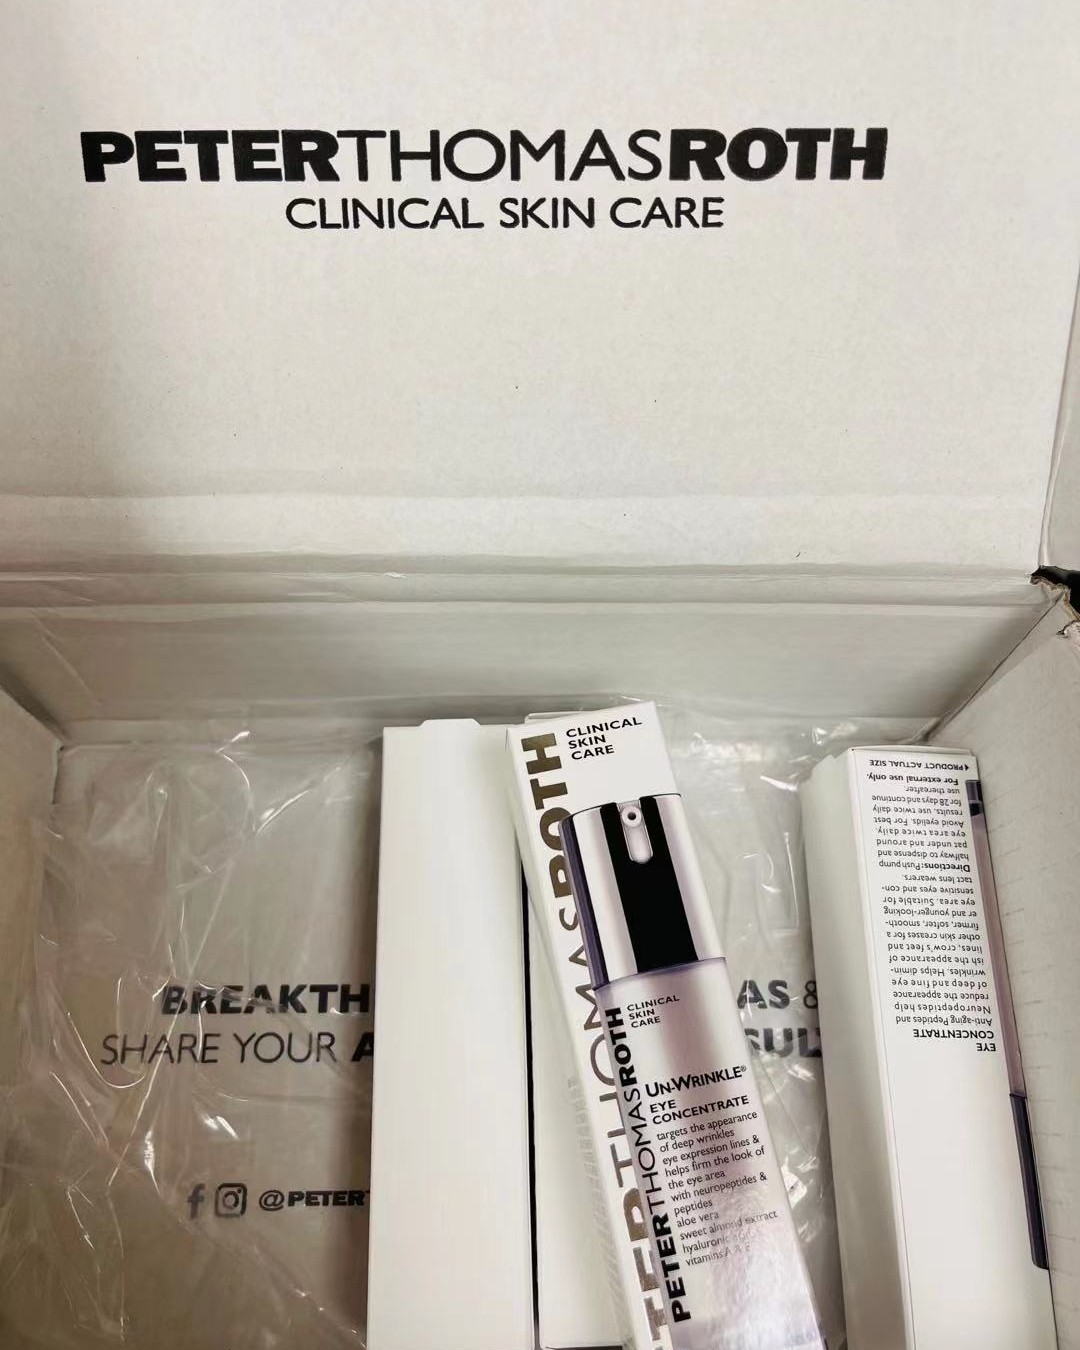 PETERTHOMASROTH
CLINICAL SKIN CARE
BREAKTH
SHARE YOUR A
AS &
SUL
@PETER
CLINICAL
SKIN
CARE
PETERTHOMASROTH
CLINICAL
SKIN
CARE
PETERTHOMASROTH
UN-WRINKLE®
EYE
CONCENTRATE
targets the appearance
of deep wrinkles
eye expression lines &
helps firm the look of
the eye area
with neuropeptides &
peptides
aloe vera
sweet almond extract
hyaluronic
vitamins A
EYE
CONCENTRATE
Anti-aging Peptides and
Neuropeptides help
reduce the appearance
of deep and fine eye
wrinkles. Helps dimin-
ish the appearance of
lines, crow's feet and
other skin creases for a
firmer, softer, smooth-
er and younger-looking
eye area. Suitable for
sensitive eyes and con-
tact lens wearers.
Directions: Push pump
halfway to dispense and
pat under and around
eye area twice daily.
Avoid eyelids. For best
results, use twice daily
for 28 days and continue
use thereafter.
For external use only.
PRODUCT ACTUAL SIZE